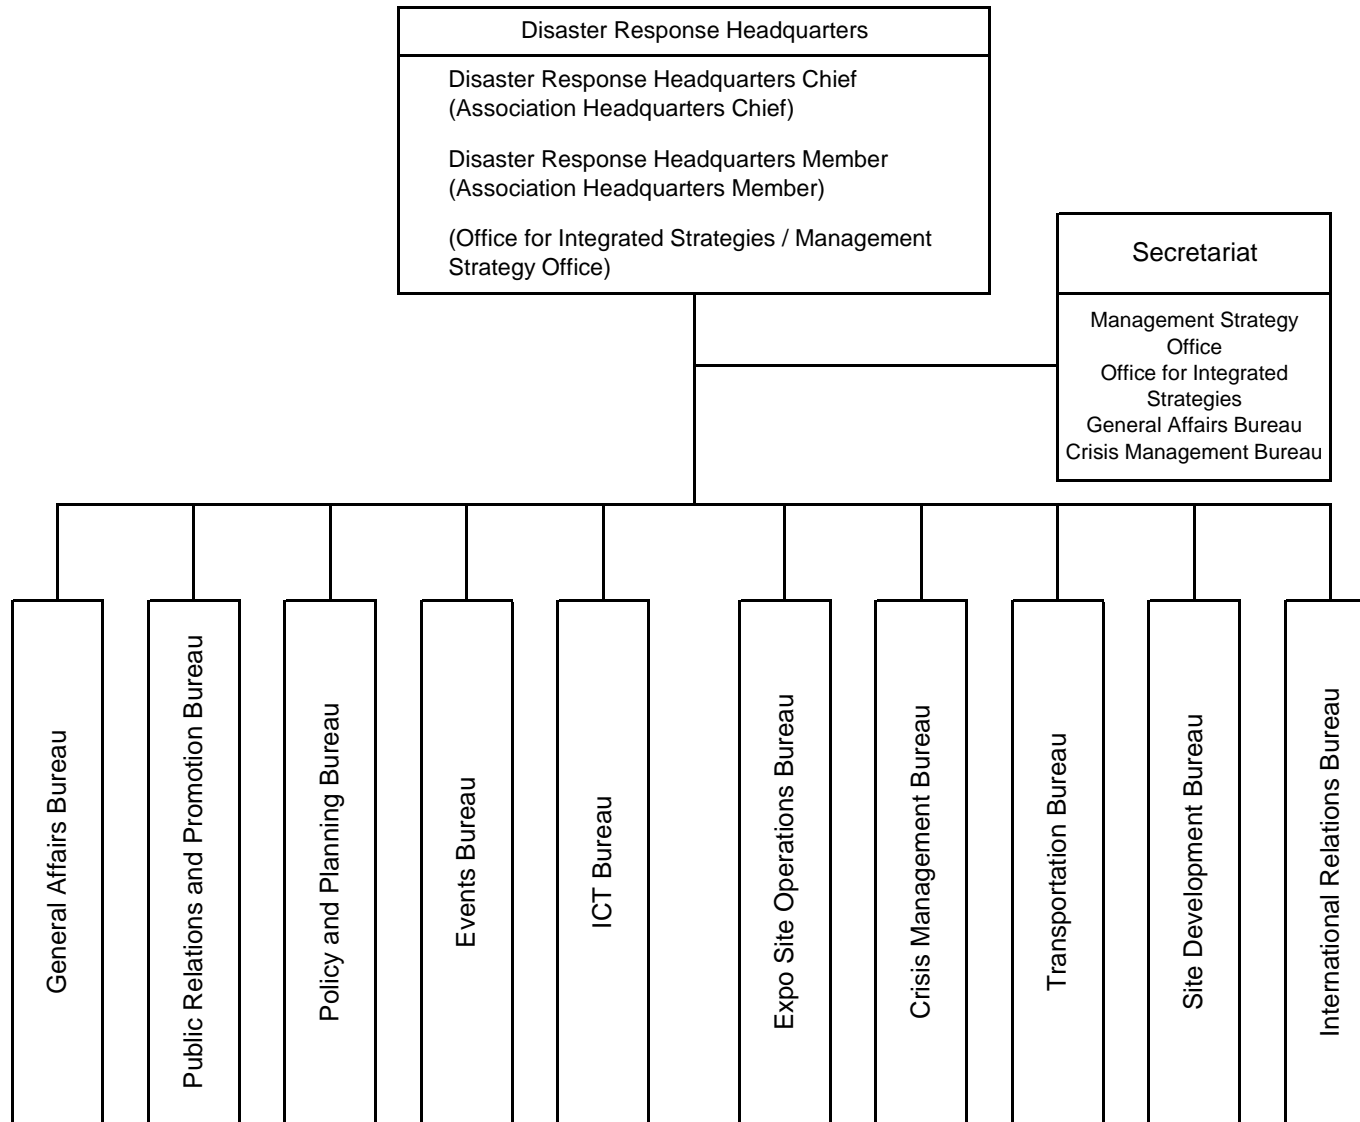 Disaster Response Headquarters
Disaster Response Headquarters Chief
(Association Headquarters Chief)
Disaster Response Headquarters Member
(Association Headquarters Member)
(Office for Integrated Strategies / Management
Strategy Office)
Secretariat
Management Strategy
Office
Office for Integrated
Strategies
General Affairs Bureau
Crisis Management Bureau
General Affairs Bureau
Public Relations and Promotion Bureau
Policy and Planning Bureau
Events Bureau
ICT Bureau
Expo Site Operations Bureau
Crisis Management Bureau
Transportation Bureau
Site Development Bureau
International Relations Bureau